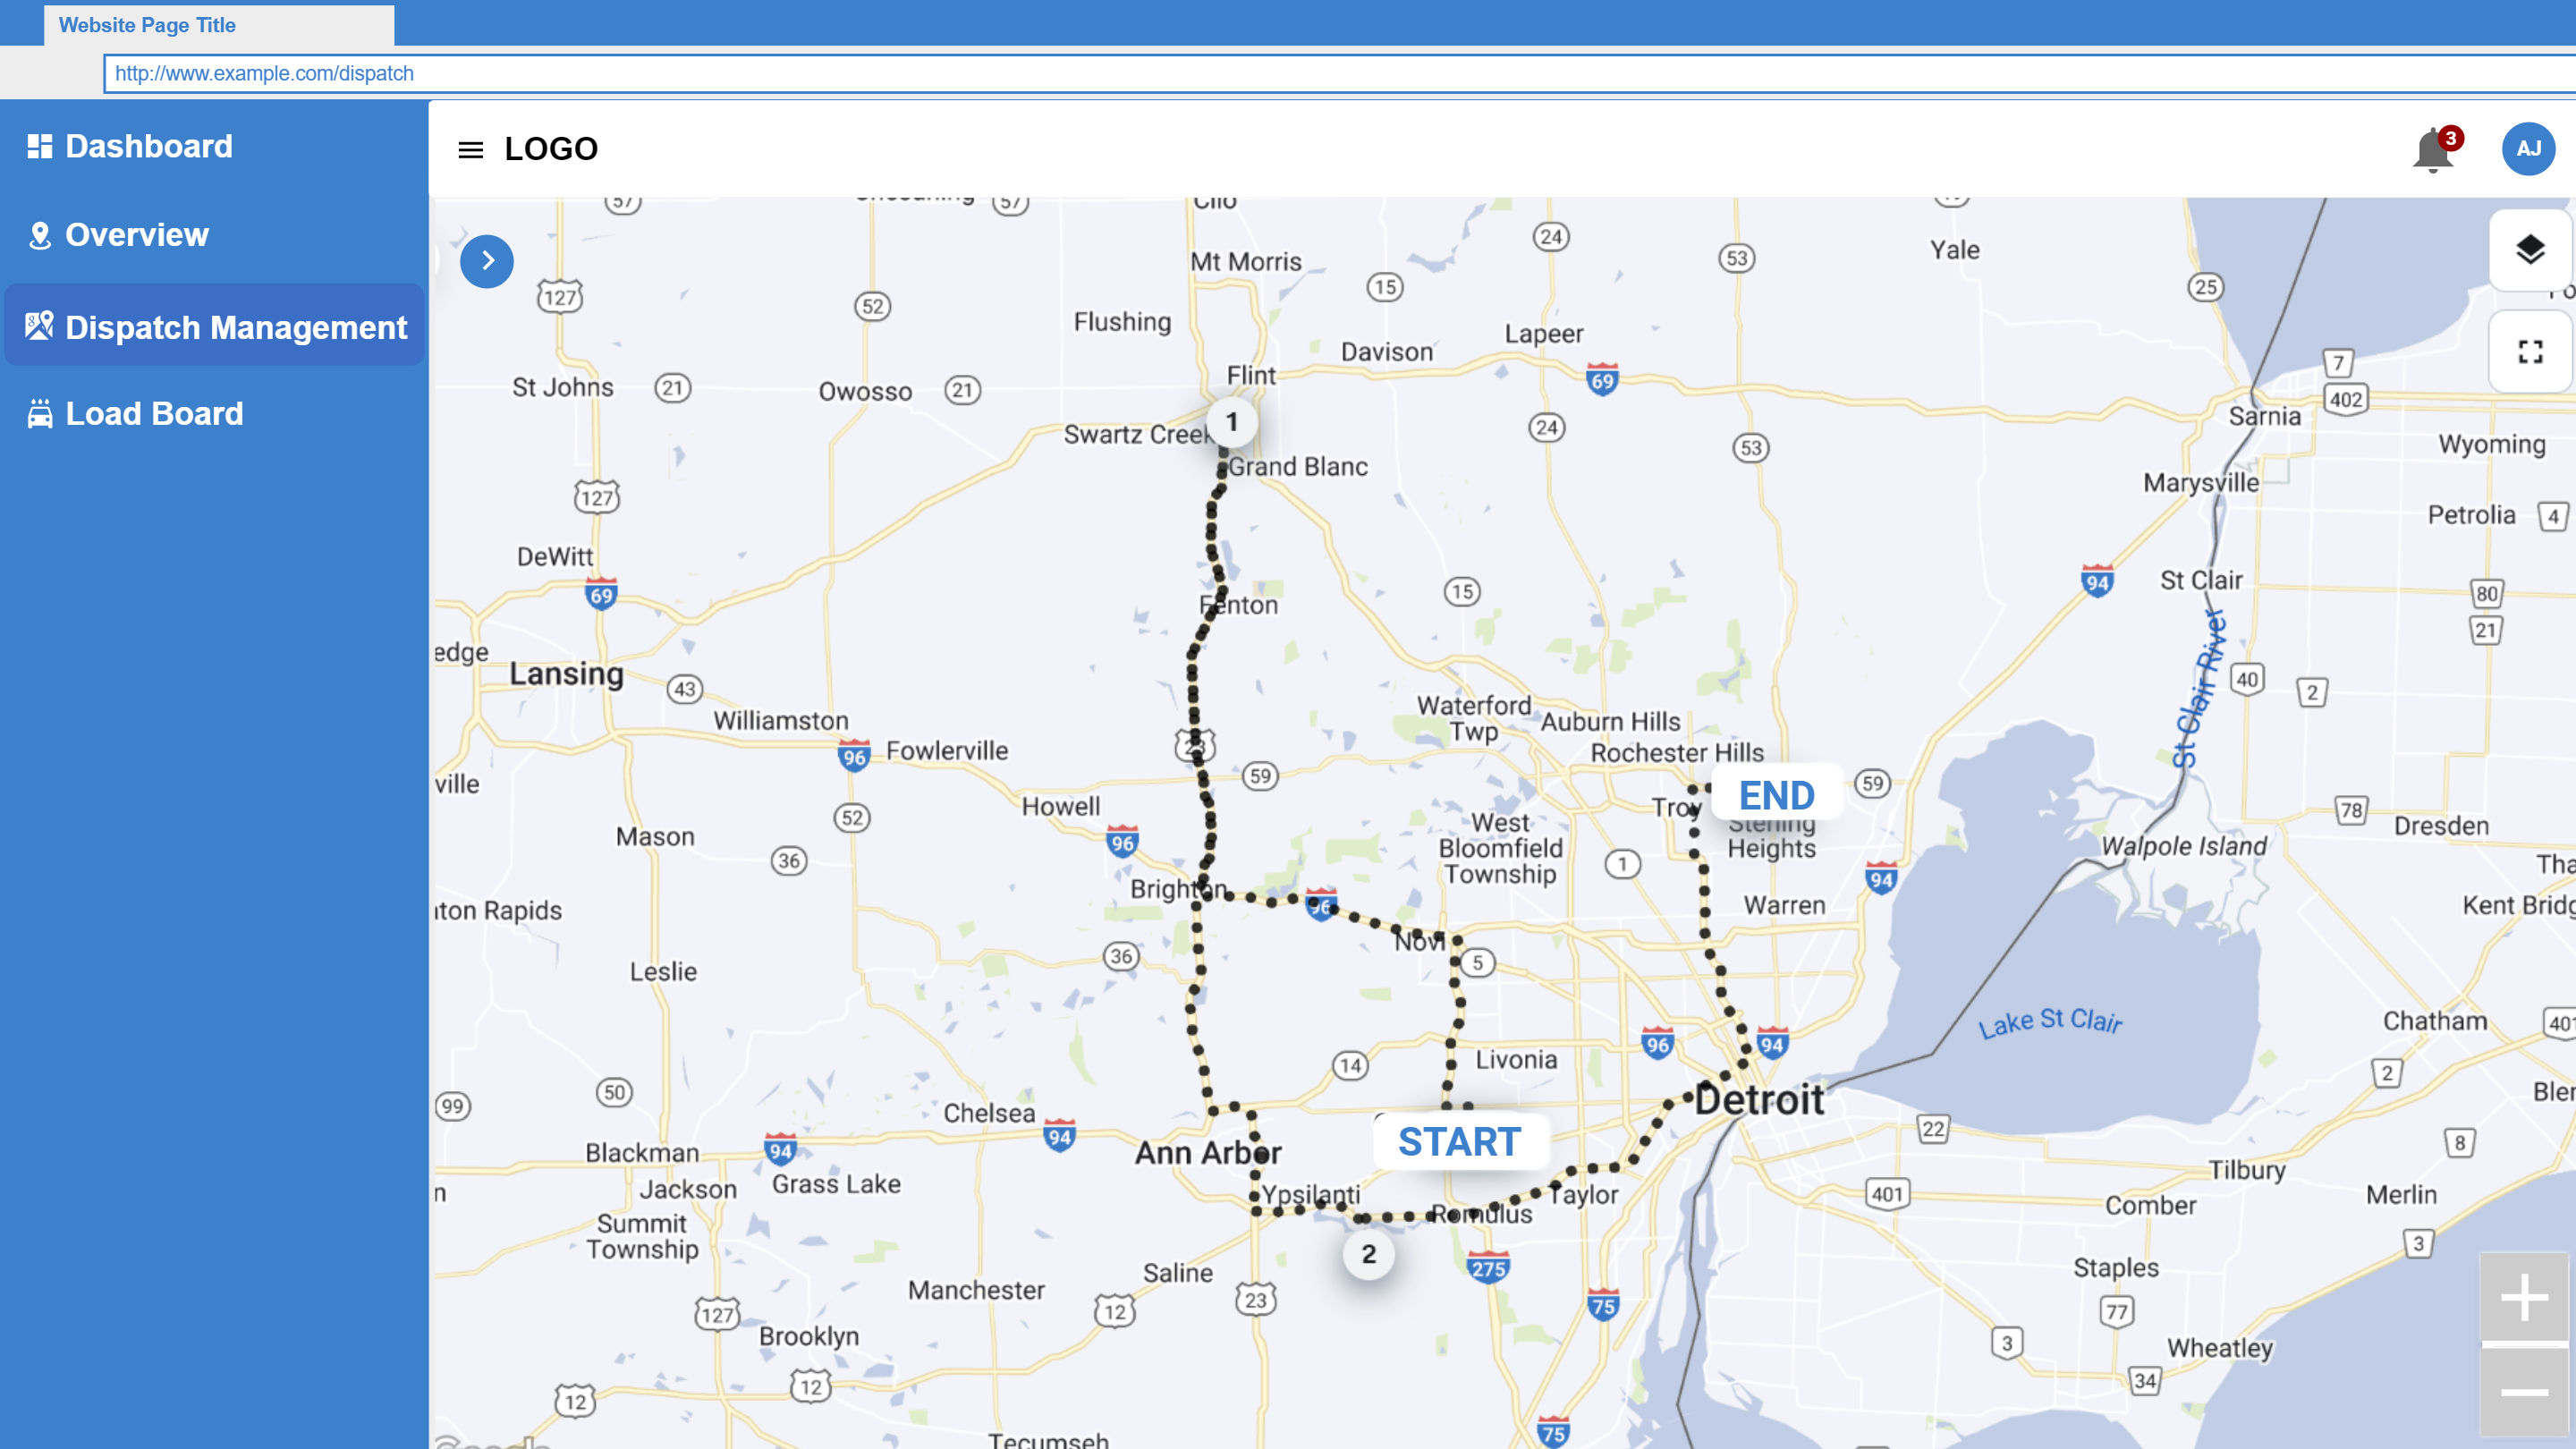 Website Page Title
http://www.example.com/dispatch
Dashboard
Overview
Dispatch Management
Load Board
LOGO
3
AJ
57
57
Clio
24
Yale
Mt Morris
53
127
15
25
52
Flushing
Lapeer
Davison
7
Flint
69
St Johns
21
Owosso
21
402
1
Sarnia
Swartz Creek
24
Wyoming
Grand Blanc
53
Marysville
127
Petrolia
4
DeWitt
94
St Clair
69
15
80
Fenton
21
edge
St Clair River
Lansing
40
43
2
Waterford
Twp
Williamston
Auburn Hills
23
Fowlerville
Rochester Hills
96
59
ville
END
59
Howell
Troy
78
52
West
Bloomfield
Township
Sterling
Heights
Dresden
Mason
96
Walpole Island
36
1
Tha
94
Brighton
96
Warren
Kent Bridg
ton Rapids
Novi
36
5
Leslie
Lake St Clair
Chatham
401
96
94
Livonia
14
2
50
Blen
99
Detroit
Chelsea
22
94
START
8
94
Ann Arbor
Blackman
Tilbury
n
Jackson
Grass Lake
Ypsilanti
Taylor
401
Merlin
Comber
Romulus
Summit
Township
3
2
275
Staples
Saline
Manchester
23
75
12
77
127
Brooklyn
3
Wheatley
12
34
12
75
Tecumseh